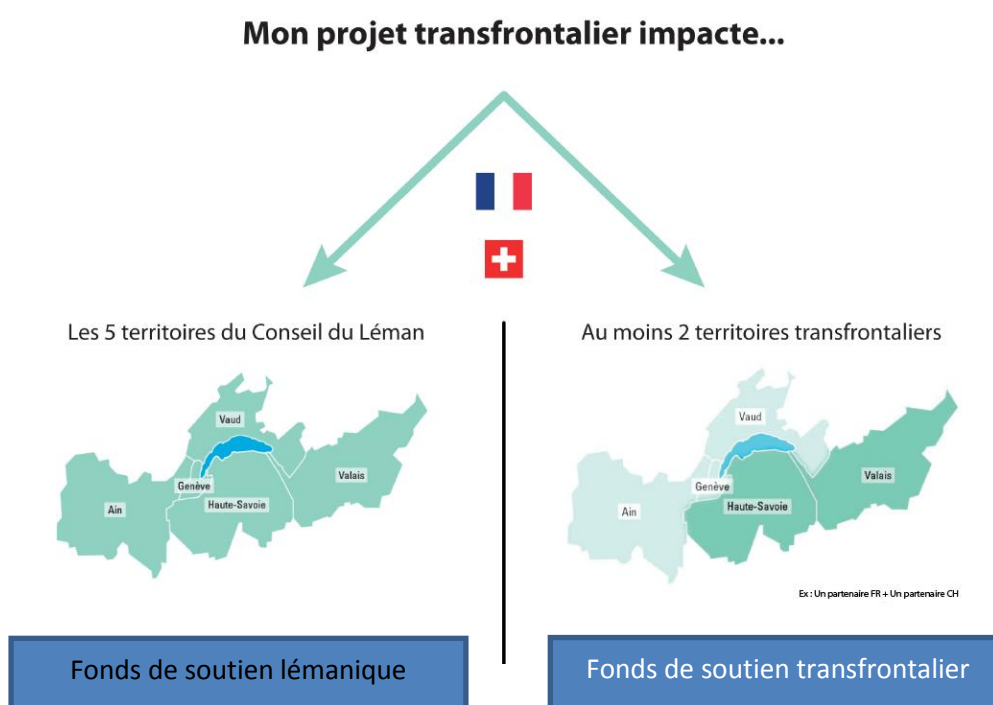 Mon projet transfrontalier impacte...
Les 5 territoires du Conseil du Léman
Vaud
Genève
Valais
Ain
Haute-Savoie
Fonds de soutien lémanique
Au moins 2 territoires transfrontaliers
Vaud
Genève
Valais
Ain
Haute-Savoie
Ex : Un partenaire FR + Un partenaire CH
Fonds de soutien transfrontalier